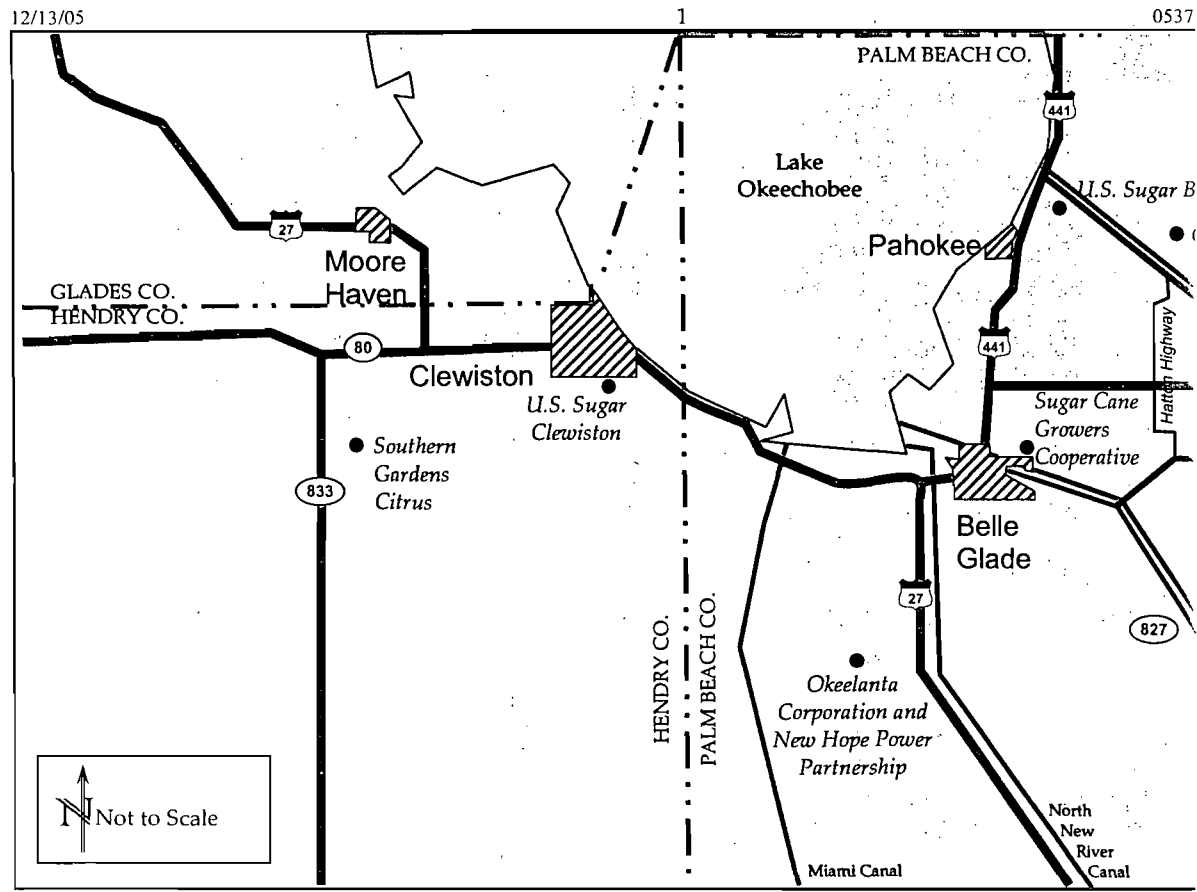 12/13/05
1
0537
PALM BEACH CO.
441
Lake
Okeechobee
U.S. Sugar B
27
Pahokee
Moore
Haven
GLADES CO.
HENDRY CO.
80
441
Hatton Highway
Clewiston
U.S. Sugar
Clewiston
Sugar Cane
Growers
Cooperative
Southern
Gardens
Citrus
833
Belle
Glade
27
827
HENDRY CO.
PALM BEACH CO.
Okeelanta
Corporation and
New Hope Power
Partnership
N
Not to Scale
North
New
River
Canal
Miami Canal